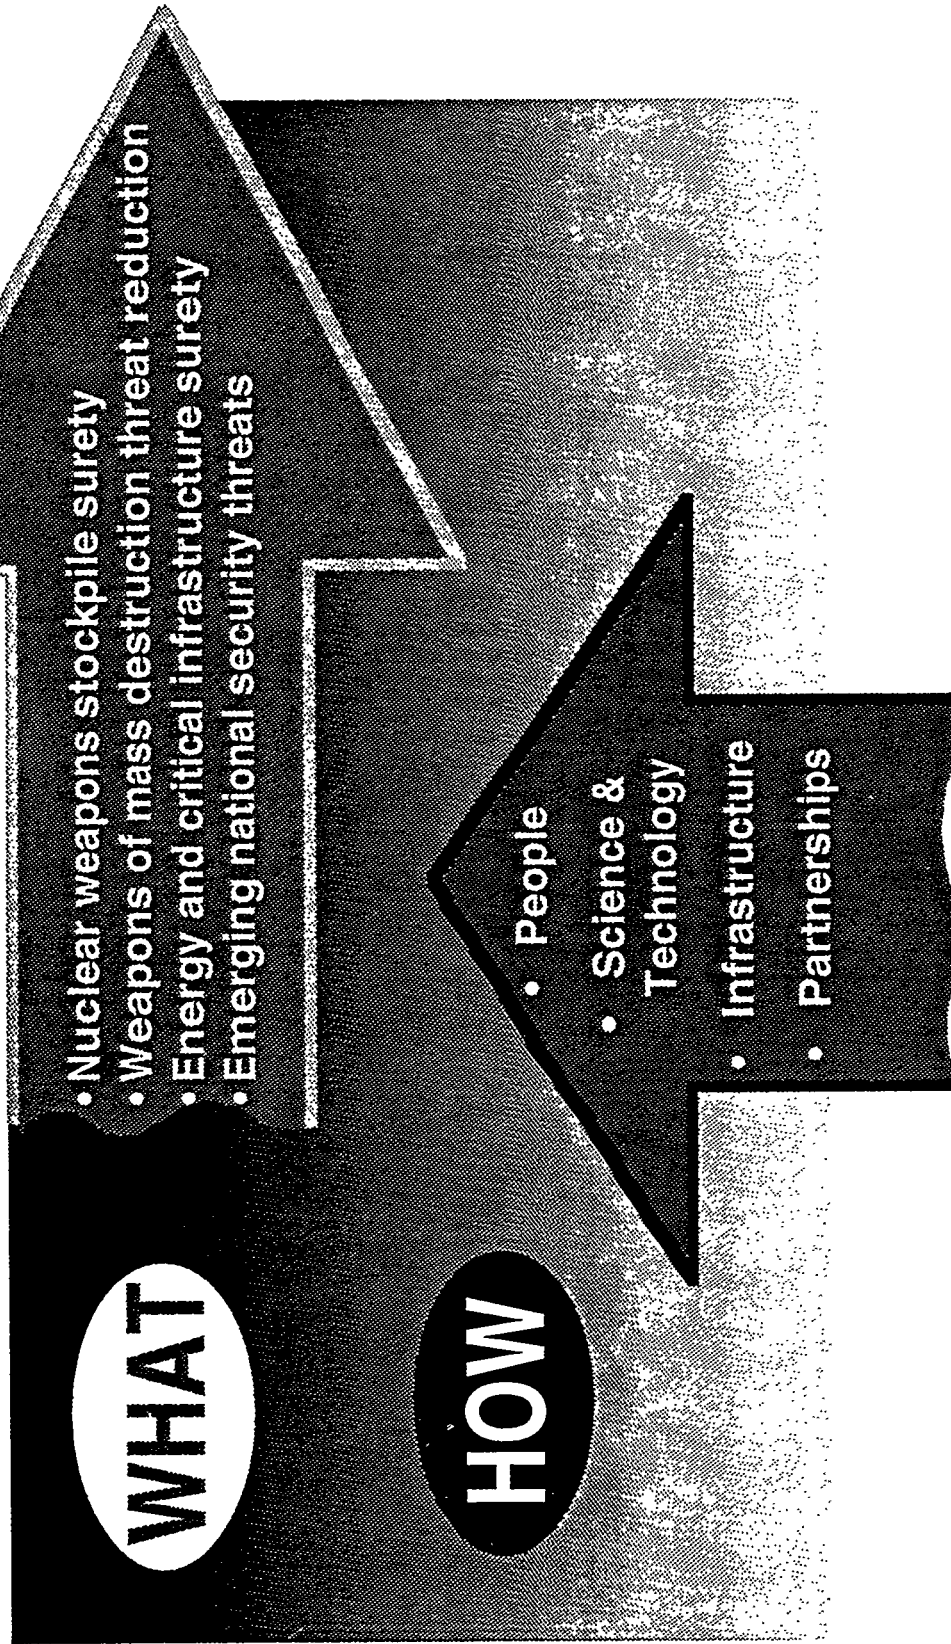 WHAT
• Nuclear weapons stockpile surety
• Weapons of mass destruction threat reduction
• Energy and critical infrastructure surety
• Emerging national security threats
HOW
• People
• Science &
Technology
• Infrastructure
• Partnerships